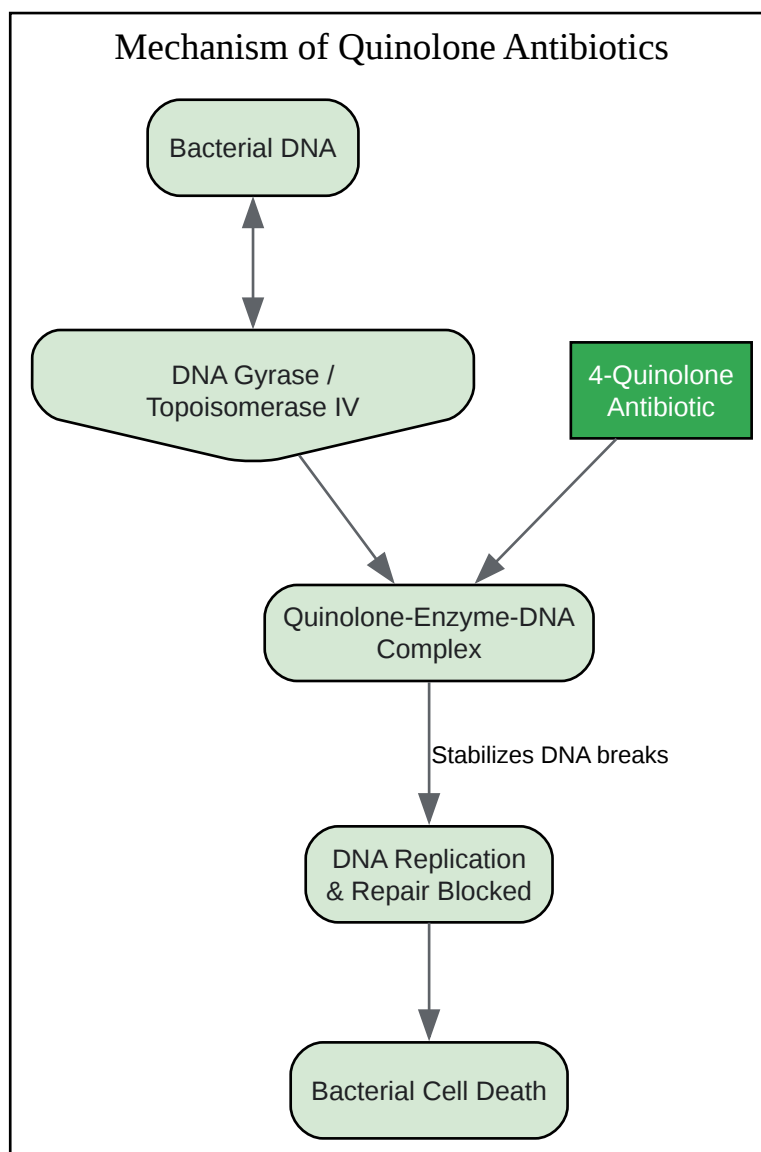 Mechanism of Quinolone Antibiotics
Bacterial DNA
DNA Gyrase /
Topoisomerase IV
4-Quinolone
Antibiotic
Quinolone-Enzyme-DNA
Complex
Stabilizes DNA breaks
DNA Replication
& Repair Blocked
Bacterial Cell Death